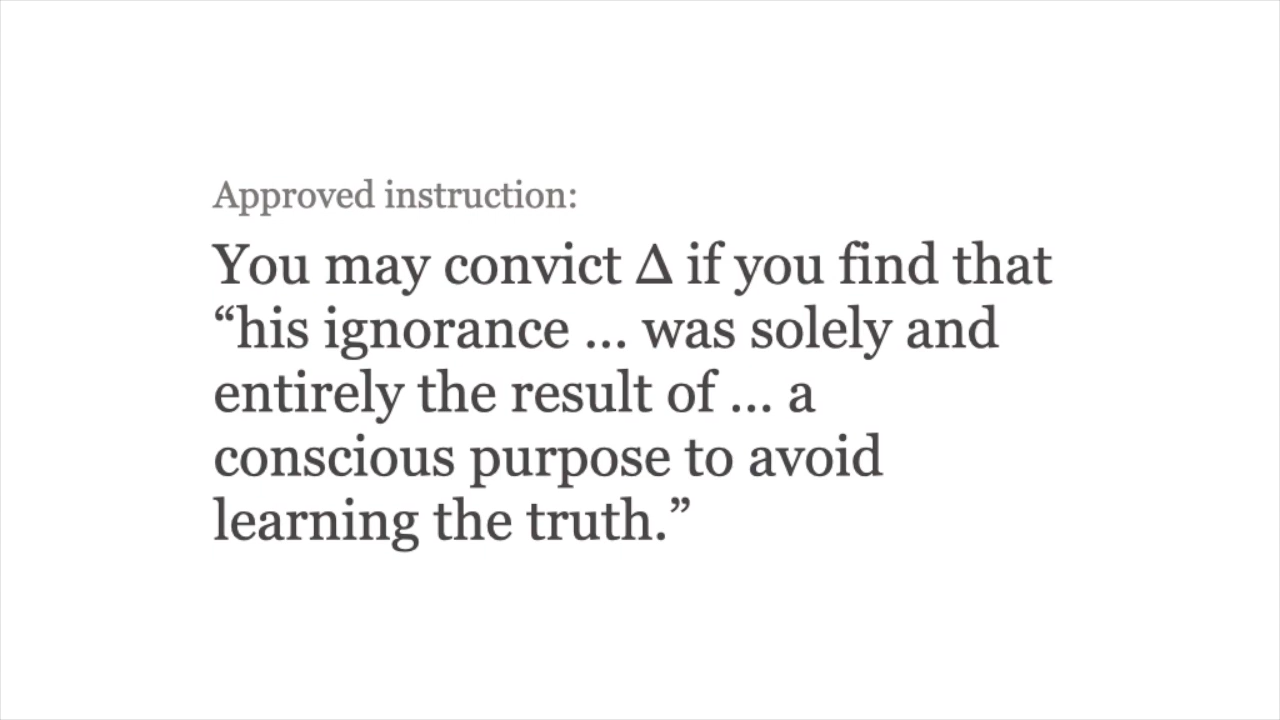 Approved instruction:
You may convict Δ if you find that
“his ignorance ... was solely and
entirely the result of ... a
conscious purpose to avoid
learning the truth.”